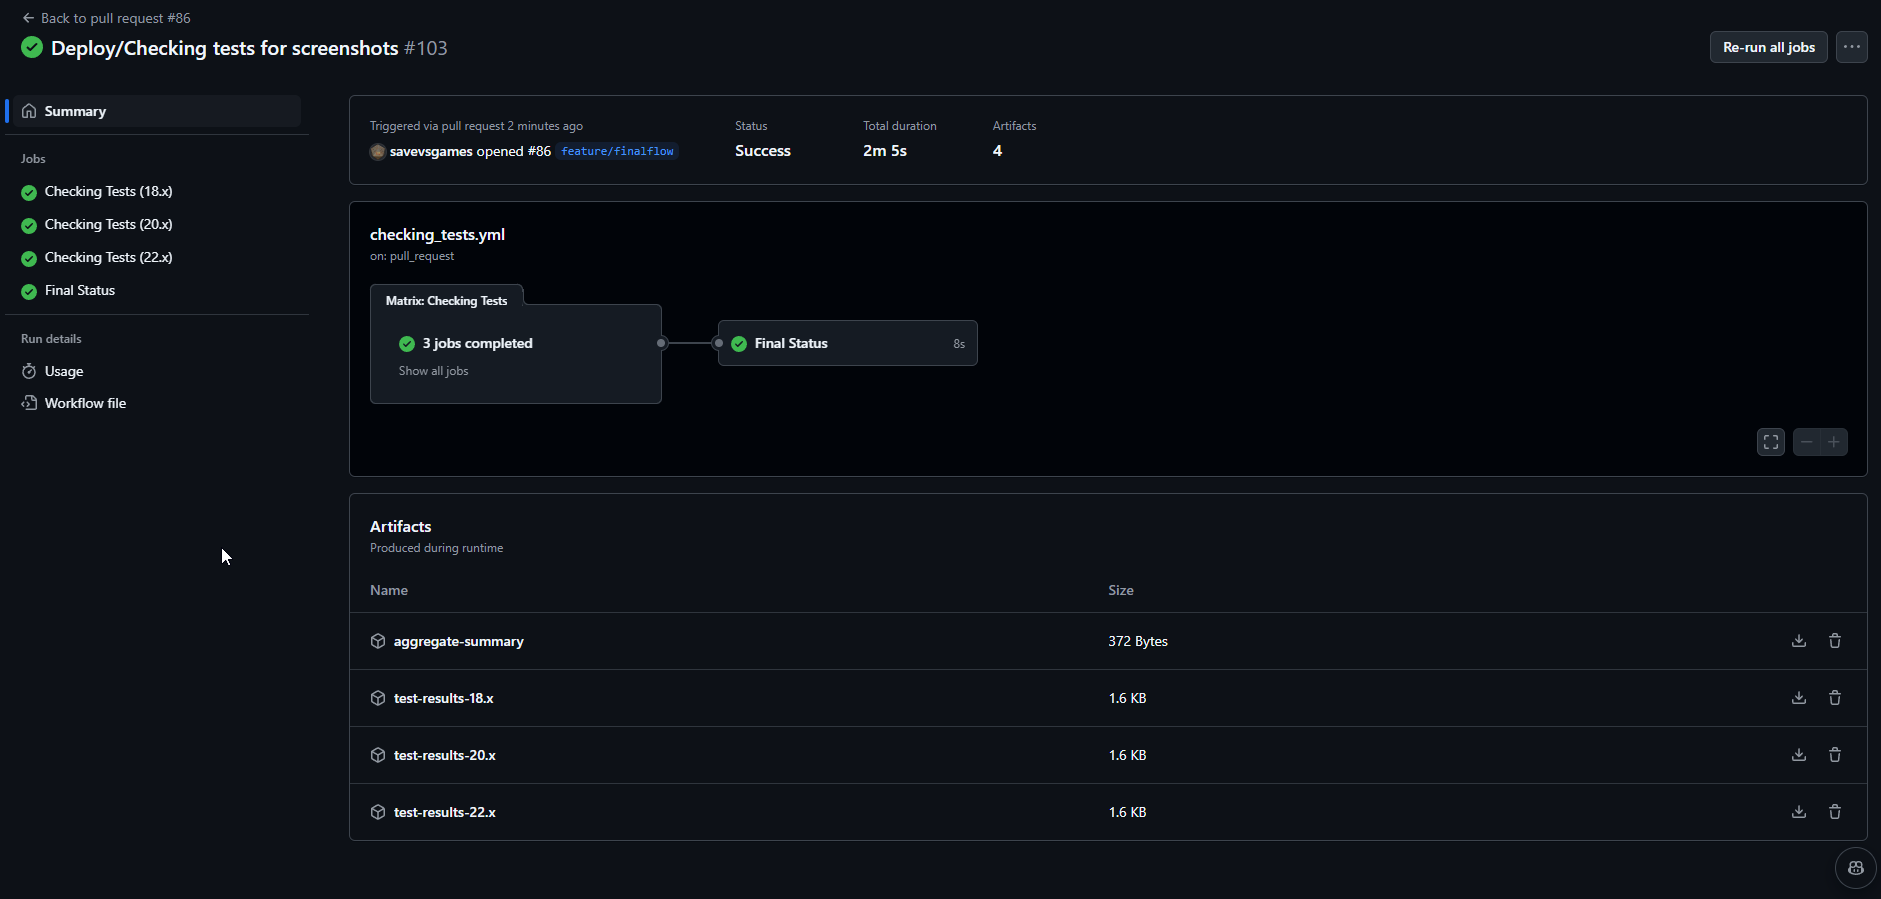 Back to pull request #86
Deploy/Checking tests for screenshots #103
Re-run all jobs
Summary
Jobs
Checking Tests (18.x)
Checking Tests (20.x)
Checking Tests (22.x)
Final Status
Run details
Usage
Workflow file
Triggered via pull request 2 minutes ago
savevsgames opened #86 feature/finalflow
Status
Success
Total duration
2m 5s
Artifacts
4
checking_tests.yml
on: pull_request
Matrix: Checking Tests
3 jobs completed
Show all jobs
Final Status 8s
Artifacts
Produced during runtime
Name Size
aggregate-summary 372 Bytes
test-results-18.x 1.6 KB
test-results-20.x 1.6 KB
test-results-22.x 1.6 KB